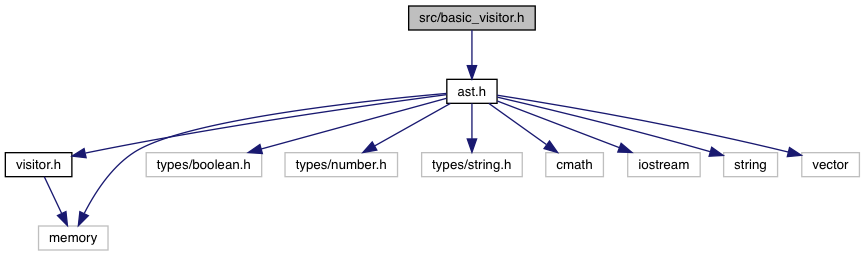 src/basic_visitor.h
ast.h
visitor.h
types/boolean.h
types/number.h
types/string.h
cmath
iostream
string
vector
memory